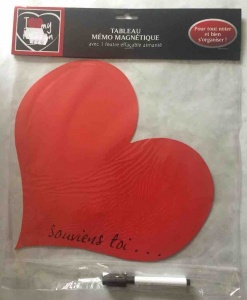 TABLEAU
MÉMO MAGNÉTIQUE
avec 1 feutre effaçable aimanté
Pour tout noter
et bien
s'organiser !
Souviens toi . . .